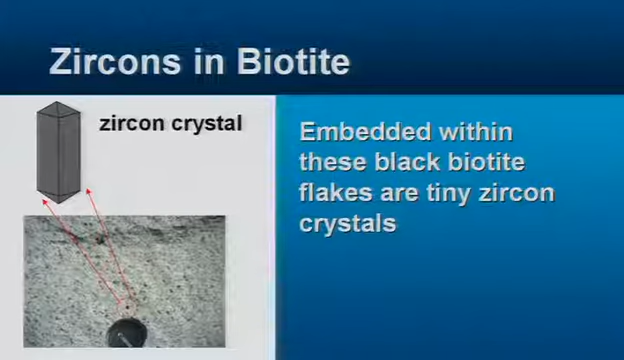 Zircons in Biotite
zircon crystal
Embedded within
these black biotite
flakes are tiny zircon
crystals